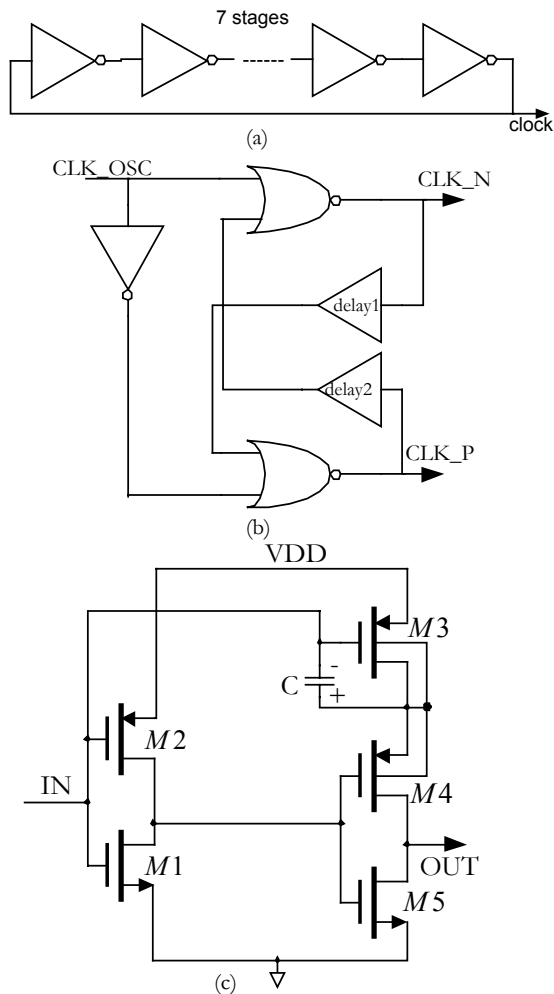 7 stages
clock
(a)
CLK_OSC
CLK_N
delay1
delay2
CLK_P
(b)
VDD
M3
-
C
+
M2
M4
IN
M1
OUT
M5
(c)